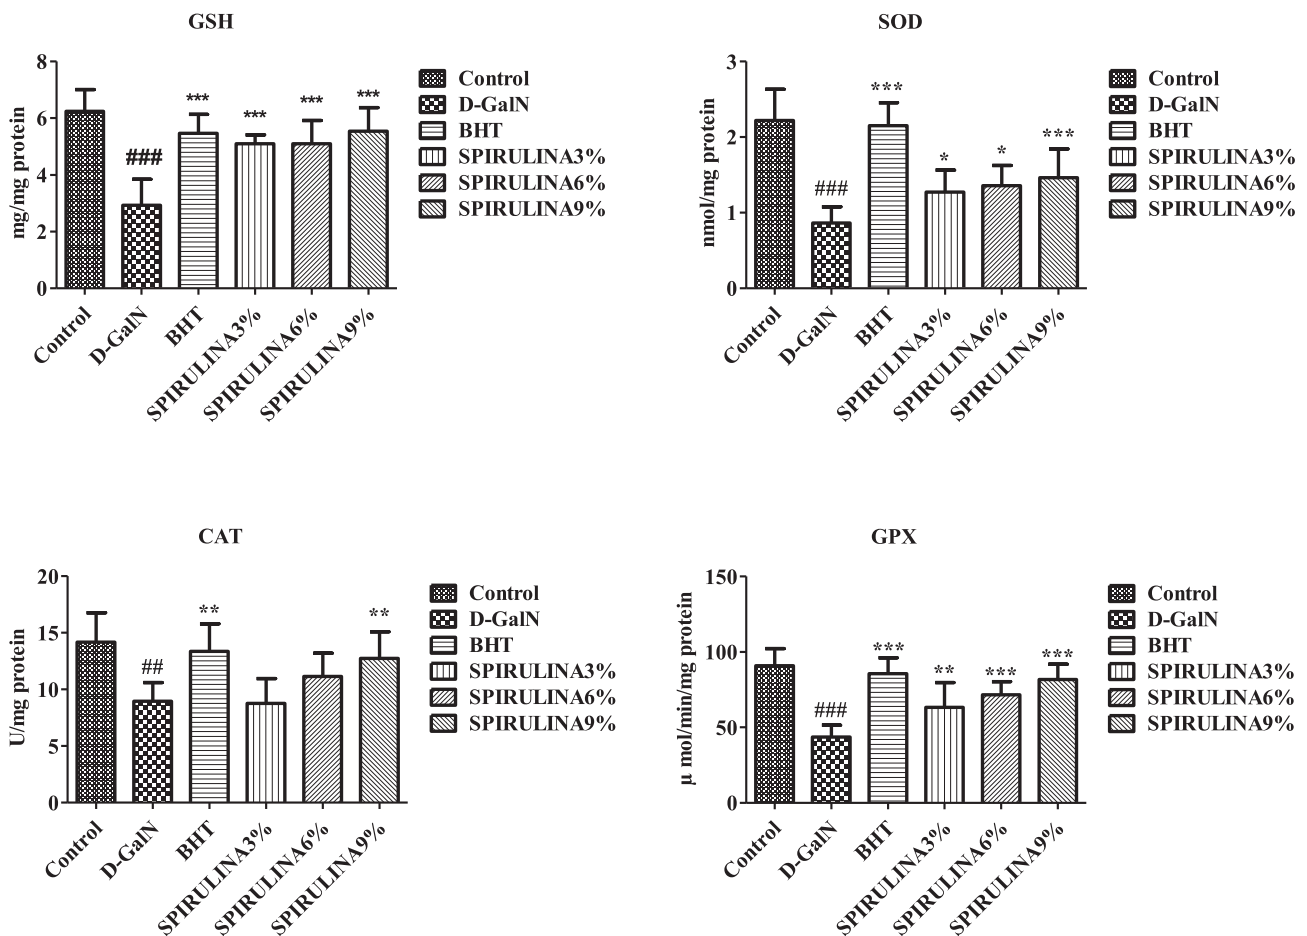 GSH
mg/mg protein
8
6
4
2
0
***
***
***
***
###
Control
D-GalN
BHT
SPIRULINA3%
SPIRULINA6%
SPIRULINA9%
Control
D-GalN
BHT
SPIRULINA3%
SPIRULINA6%
SPIRULINA9%
SOD
nmol/mg protein
3
2
1
0
***
***
*
*
###
Control
D-GalN
BHT
SPIRULINA3%
SPIRULINA6%
SPIRULINA9%
Control
D-GalN
BHT
SPIRULINA3%
SPIRULINA6%
SPIRULINA9%
CAT
U/mg protein
20
15
10
5
0
**
**
##
Control
D-GalN
BHT
SPIRULINA3%
SPIRULINA6%
SPIRULINA9%
Control
D-GalN
BHT
SPIRULINA3%
SPIRULINA6%
SPIRULINA9%
GPX
µ mol/min/mg protein
150
100
50
0
***
**
***
***
###
Control
D-GalN
BHT
SPIRULINA3%
SPIRULINA6%
SPIRULINA9%
Control
D-GalN
BHT
SPIRULINA3%
SPIRULINA6%
SPIRULINA9%